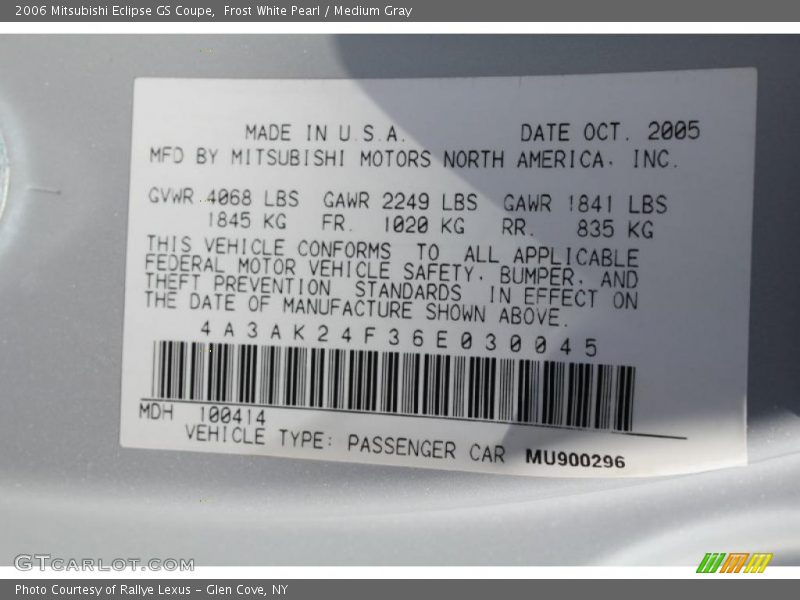 2006 Mitsubishi Eclipse GS Coupe,  Frost White Pearl / Medium Gray
MADE IN U.S.A.    DATE OCT. 2005
MFD BY MITSUBISHI MOTORS NORTH AMERICA, INC.
GVWR 4068 LBS  GAWR 2249 LBS  GAWR 1841 LBS
1845 KG  FR.  1020 KG  RR.  835 KG
THIS VEHICLE CONFORMS TO ALL APPLICABLE
FEDERAL MOTOR VEHICLE SAFETY, BUMPER, AND
THEFT PREVENTION STANDARDS IN EFFECT ON
THE DATE OF MANUFACTURE SHOWN ABOVE.
4A3AK24F36E030045
MDH 100414
VEHICLE TYPE: PASSENGER CAR  MU900296
GTCARLOT.COM
Photo Courtesy of Rallye Lexus – Glen Cove, NY